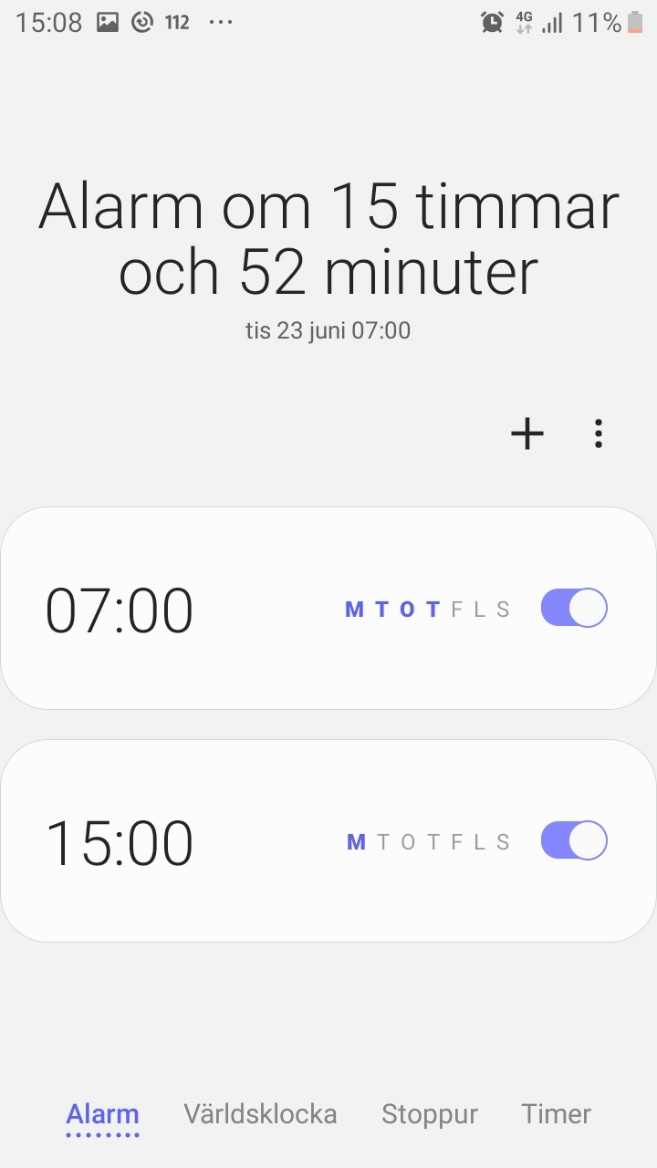 15:08 112 ... 4G 11%
Alarm om 15 timmar
och 52 minuter
tis 23 juni 07:00
07:00 M T O T F L S
15:00 M T O T F L S
Alarm Världsklocka Stoppur Timer